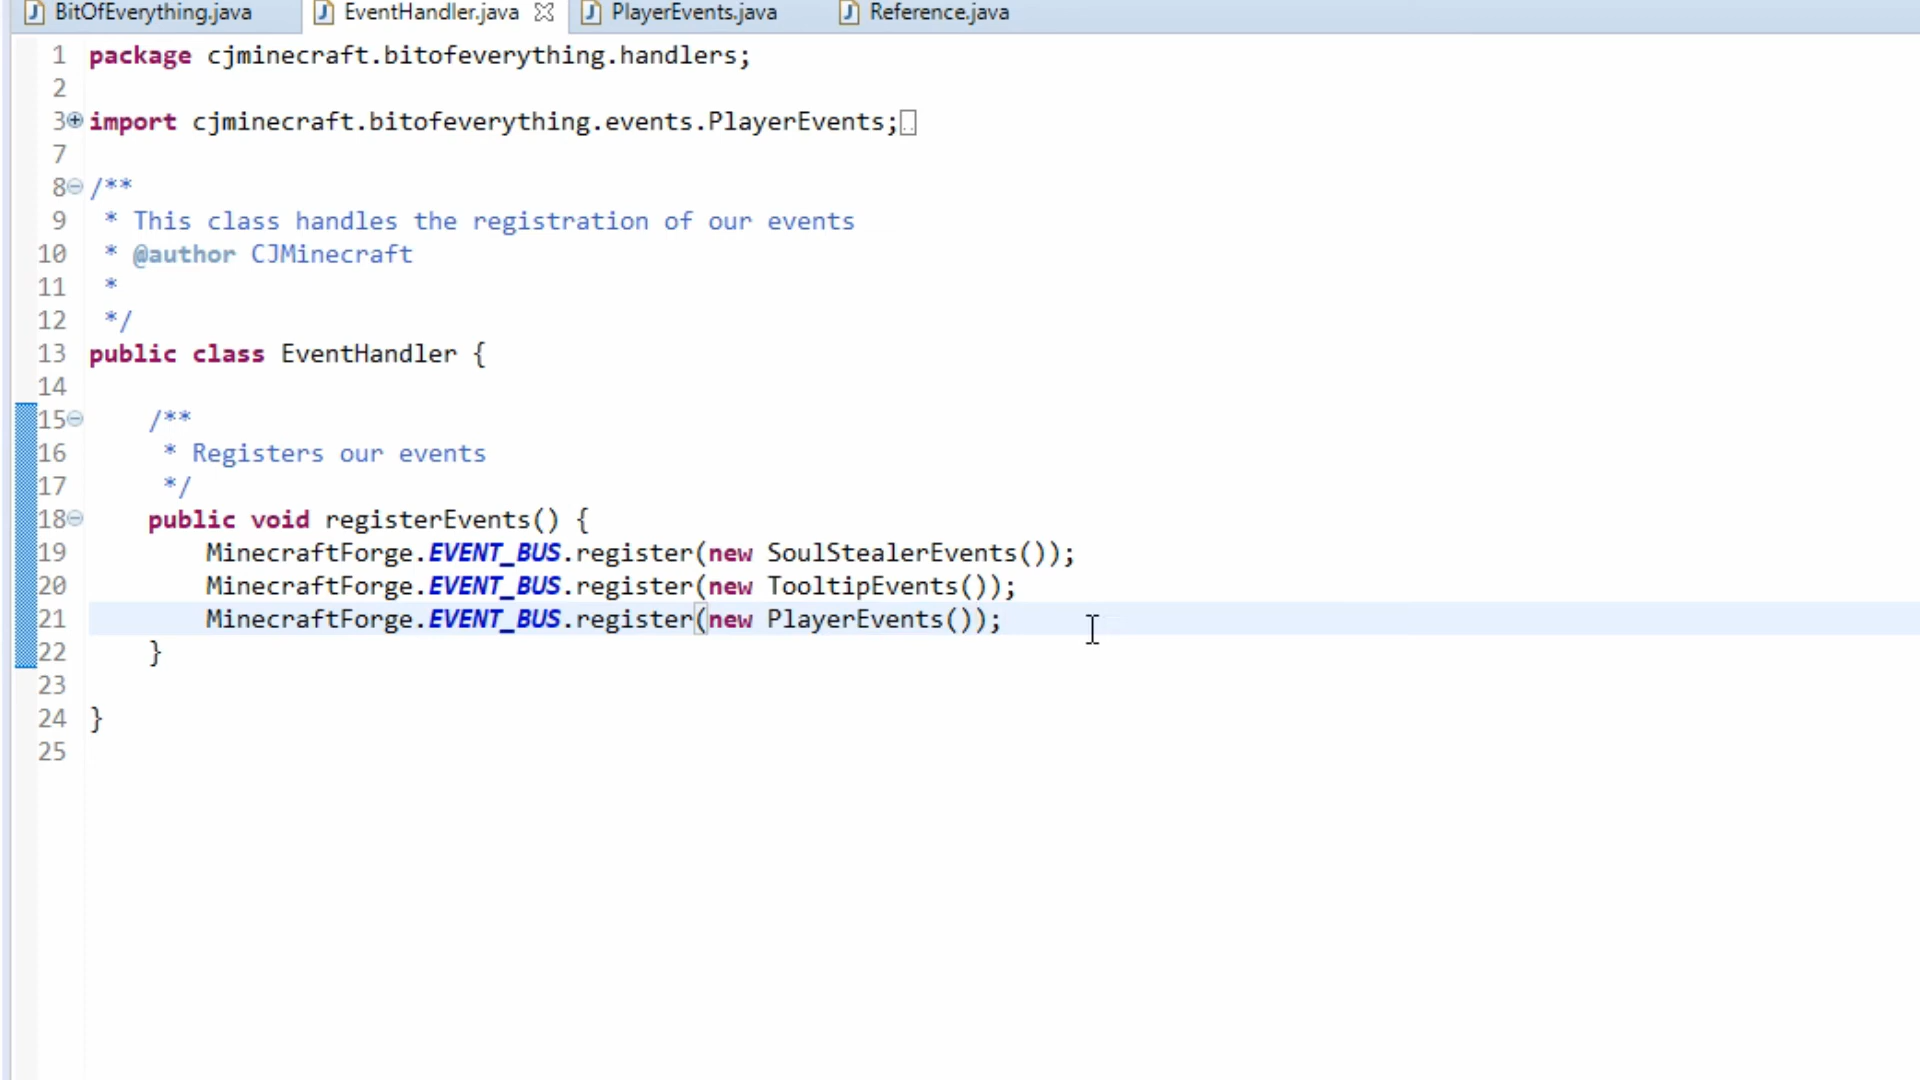 BitOfEverything.java EventHandler.java PlayerEvents.java Reference.java
1 package cjminecraft.bitofeverything.handlers;
2
3 import cjminecraft.bitofeverything.events.PlayerEvents;
7
8 /**
9 * This class handles the registration of our events
10 * @author CJMinecraft
11 *
12 */
13 public class EventHandler {
14
15 /**
16 * Registers our events
17 */
18 public void registerEvents() {
19 MinecraftForge.EVENT_BUS.register(new SoulStealerEvents());
20 MinecraftForge.EVENT_BUS.register(new TooltipEvents());
21 MinecraftForge.EVENT_BUS.register(new PlayerEvents());
22 }
23
24 }
25